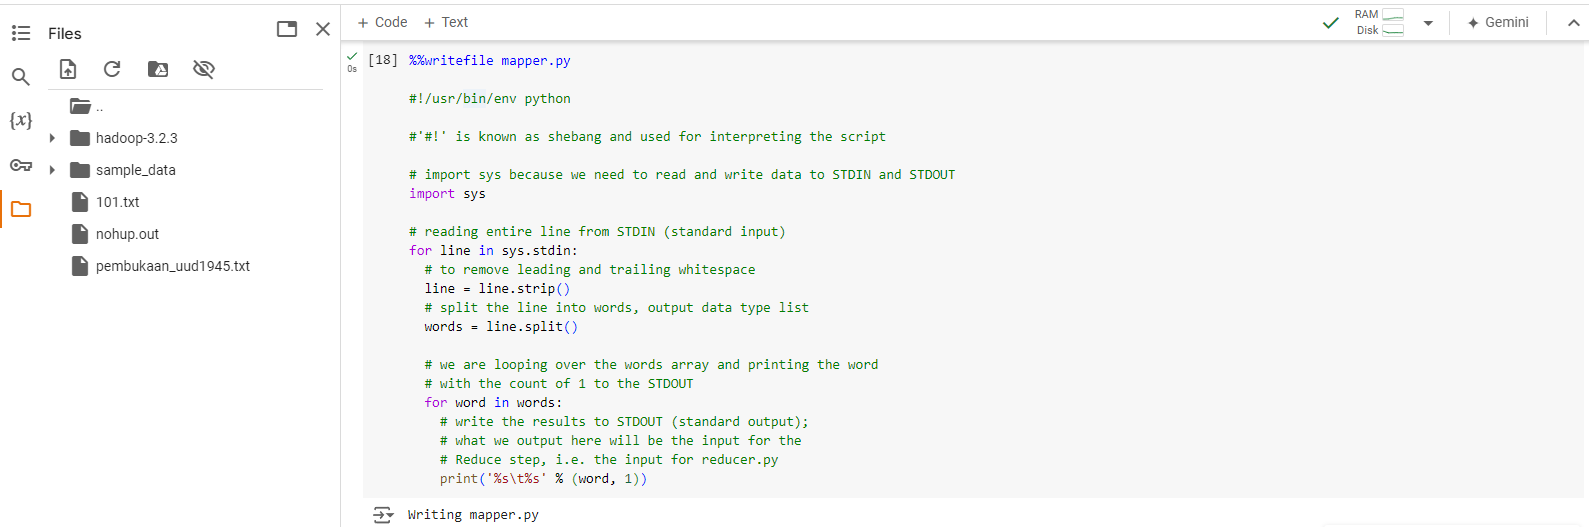 Files
..
hadoop-3.2.3
sample_data
101.txt
nohup.out
pembukaan_uud1945.txt
{x}
+ Code + Text
RAM
Disk
Gemini
0s
[18] %%writefile mapper.py
#!/usr/bin/env python
#'#!' is known as shebang and used for interpreting the script
# import sys because we need to read and write data to STDIN and STDOUT
import sys
# reading entire line from STDIN (standard input)
for line in sys.stdin:
  # to remove leading and trailing whitespace
  line = line.strip()
  # split the line into words, output data type list
  words = line.split()
  # we are looping over the words array and printing the word
  # with the count of 1 to the STDOUT
  for word in words:
    # write the results to STDOUT (standard output);
    # what we output here will be the input for the
    # Reduce step, i.e. the input for reducer.py
    print('%s\t%s' % (word, 1))
Writing mapper.py